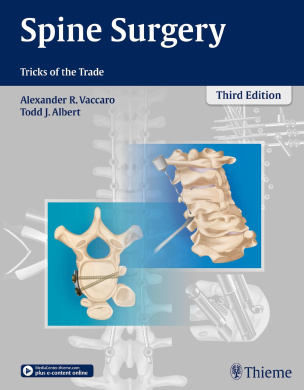 Spine Surgery
Tricks of the Trade
Alexander R. Vaccaro
Todd J. Albert
Third Edition
MediaCenter.thieme.com
plus e-content online
Thieme